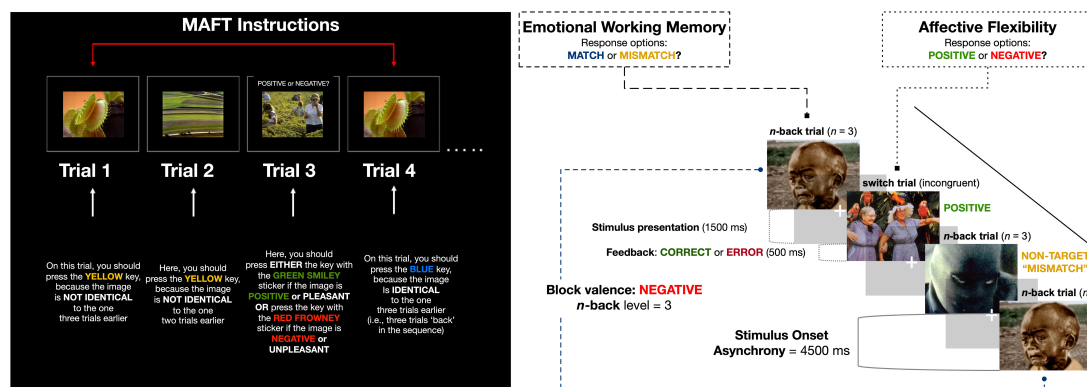 MAFT Instructions
POSITIVE or NEGATIVE?
Trial 1
Trial 2
Trial 3
Trial 4
.....
On this trial, you should
press the YELLOW key,
because the image
is NOT IDENTICAL
to the one
three trials earlier
Here, you should
press the YELLOW key,
because the image
is NOT IDENTICAL
to the one
two trials earlier
Here, you should
press EITHER the key with
the GREEN SMILEY
sticker if the image is
POSITIVE or PLEASANT
OR press the key with
the RED FROWNEY
sticker if the image is
NEGATIVE or
UNPLEASANT
On this trial, you should
press the BLUE key,
because the image
is IDENTICAL
to the one
three trials earlier
(i.e., three trials ‘back’
in the sequence)
Emotional Working Memory
Response options:
MATCH or MISMATCH?
Affective Flexibility
Response options:
POSITIVE or NEGATIVE?
n-back trial (n = 3)
switch trial (incongruent)
POSITIVE
Stimulus presentation (1500 ms)
n-back trial (n = 3)
Feedback: CORRECT or ERROR (500 ms)
NON-TARGET
“MISMATCH”
Block valence: NEGATIVE
n-back level = 3
n-back trial (n
Stimulus Onset
Asynchrony = 4500 ms